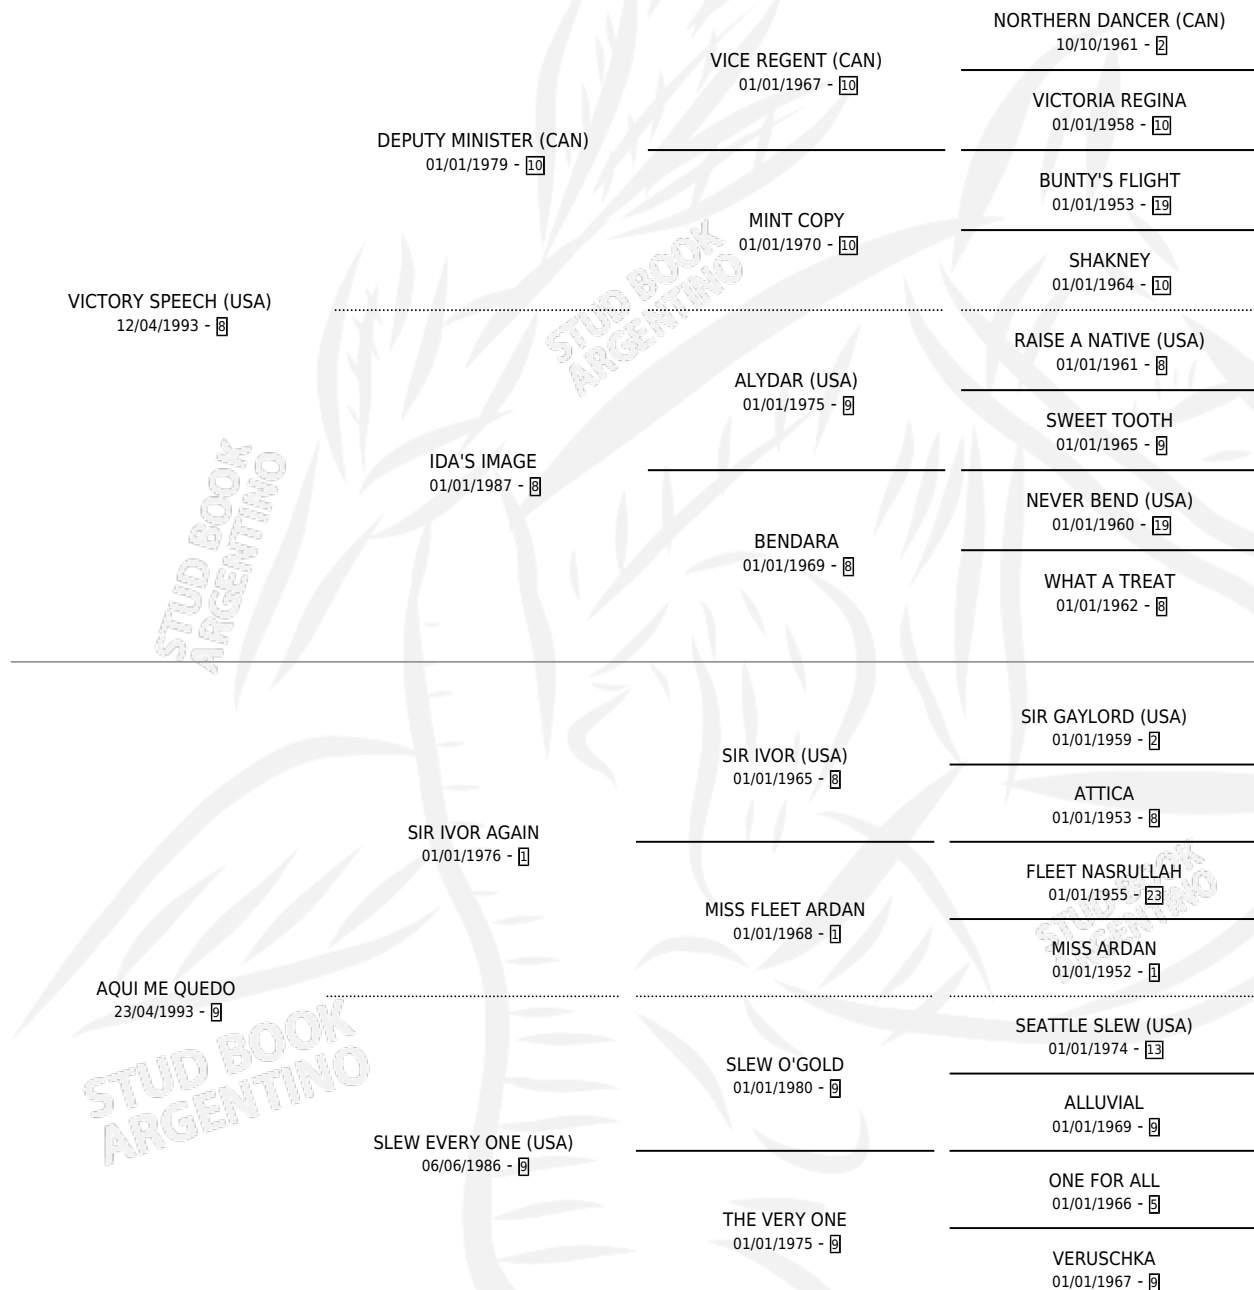 NORTHERN DANCER (CAN)
10/10/1961 - 2
VICE REGENT (CAN)
01/01/1967 - 10
VICTORIA REGINA
01/01/1958 - 10
DEPUTY MINISTER (CAN)
01/01/1979 - 10
BUNTY'S FLIGHT
01/01/1953 - 19
MINT COPY
01/01/1970 - 10
SHAKNEY
01/01/1964 - 10
VICTORY SPEECH (USA)
12/04/1993 - 8
RAISE A NATIVE (USA)
01/01/1961 - 8
ALYDAR (USA)
01/01/1975 - 9
SWEET TOOTH
01/01/1965 - 9
IDA'S IMAGE
01/01/1987 - 8
NEVER BEND (USA)
01/01/1960 - 19
BENDARA
01/01/1969 - 8
WHAT A TREAT
01/01/1962 - 8
SIR GAYLORD (USA)
01/01/1959 - 2
SIR IVOR (USA)
01/01/1965 - 8
ATTICA
01/01/1953 - 8
SIR IVOR AGAIN
01/01/1976 - 1
FLEET NASRULLAH
01/01/1955 - 23
MISS FLEET ARDAN
01/01/1968 - 1
MISS ARDAN
01/01/1952 - 1
AQUI ME QUEDO
23/04/1993 - 9
SEATTLE SLEW (USA)
01/01/1974 - 13
SLEW O'GOLD
01/01/1980 - 9
ALLUVIAL
01/01/1969 - 9
SLEW EVERY ONE (USA)
06/06/1986 - 9
ONE FOR ALL
01/01/1966 - 5
THE VERY ONE
01/01/1975 - 9
VERUSCHKA
01/01/1967 - 9
STUD BOOK
ARGENTINO
STUD BOOK
ARGENTINO
STUD BOOK
ARGENTINO
STUD BOOK
ARGENTINO